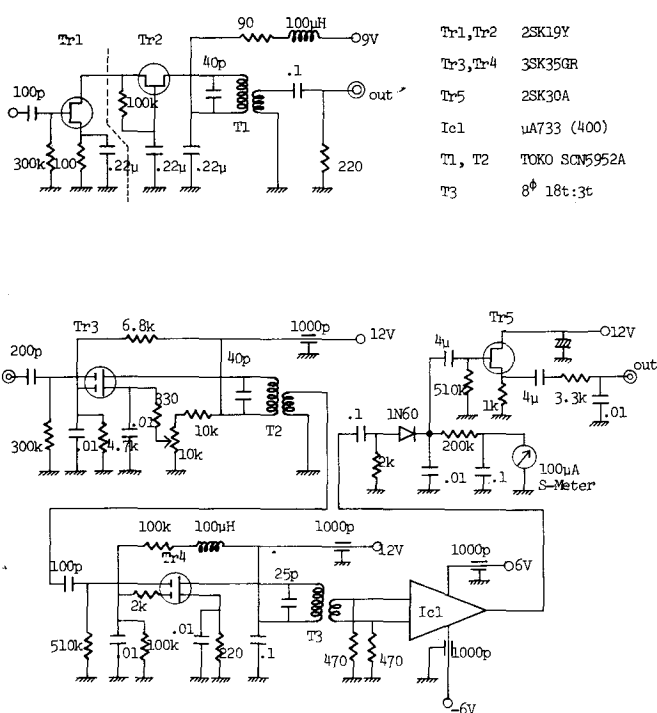 Tr1
Tr2
90
100μH
9V
100p
40p
.1
out
100k
T1
300k
100
.22μ
.22μ
.22μ
220
Tr1,Tr2 2SK19Y
Tr3,Tr4 3SK35GR
Tr5 2SK30A
Ic1 μA733 (400)
T1, T2 TOKO SCN5952A
T3 8ϕ 18t:3t
Tr3
6.8k
1000p
12V
200p
40p
330
10k
T2
300k
.01
4.7k
.01
10k
Tr5
12V
4μ
out
510k
1k
4μ
3.3k
.01
.1
1N60
2k
200k
.01
.1
100μA
S-Meter
100k
100μH
1000p
12V
Tr4
100p
2k
25p
T3
510k
.01
100k
.01
220
.1
470
470
Ic1
1000p
6V
1000p
-6V